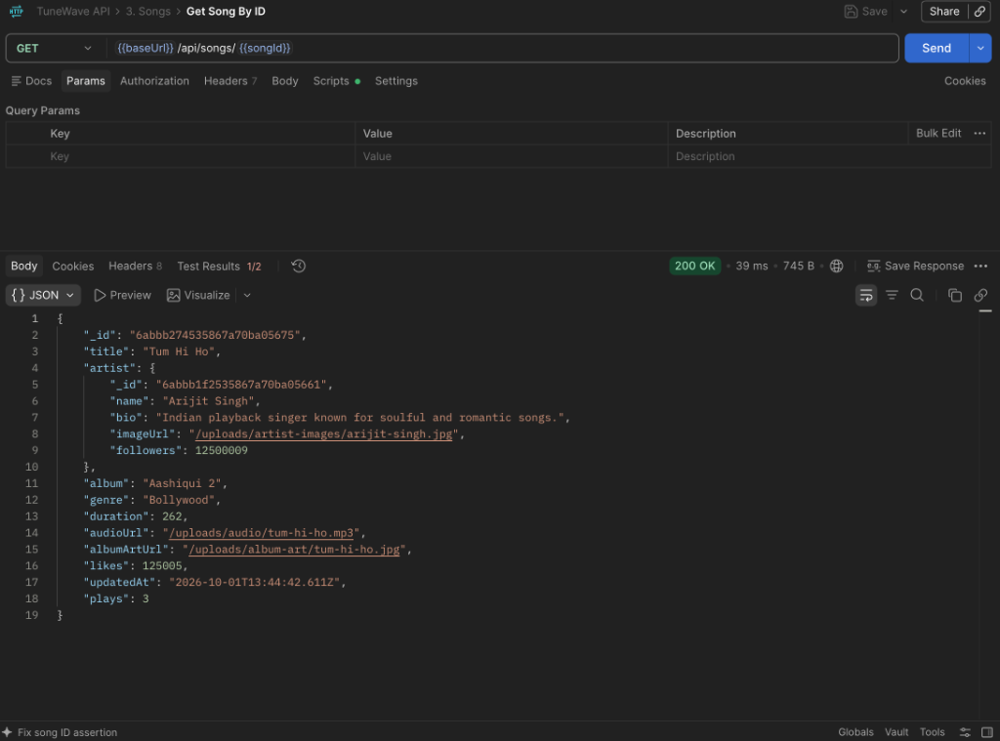 HTTP TuneWave API > 3. Songs > Get Song By ID Save Share
GET {{baseUrl}} /api/songs/ {{songId}} Send
Docs Params Authorization Headers 7 Body Scripts Settings Cookies
Query Params
Key Value Description Bulk Edit ...
Key Value Description
Body Cookies Headers 8 Test Results 1/2 200 OK • 39 ms • 745 B e.g. Save Response ...
{} JSON Preview Visualize
1 {
2 "_id": "6abbb274535867a70ba05675",
3 "title": "Tum Hi Ho",
4 "artist": {
5 "_id": "6abbb1f2535867a70ba05661",
6 "name": "Arijit Singh",
7 "bio": "Indian playback singer known for soulful and romantic songs.",
8 "imageUrl": "/uploads/artist-images/arijit-singh.jpg",
9 "followers": 12500009
10 },
11 "album": "Aashiqui 2",
12 "genre": "Bollywood",
13 "duration": 262,
14 "audioUrl": "/uploads/audio/tum-hi-ho.mp3",
15 "albumArtUrl": "/uploads/album-art/tum-hi-ho.jpg",
16 "likes": 125005,
17 "updatedAt": "2026-10-01T13:44:42.611Z",
18 "plays": 3
19 }
Fix song ID assertion Globals Vault Tools